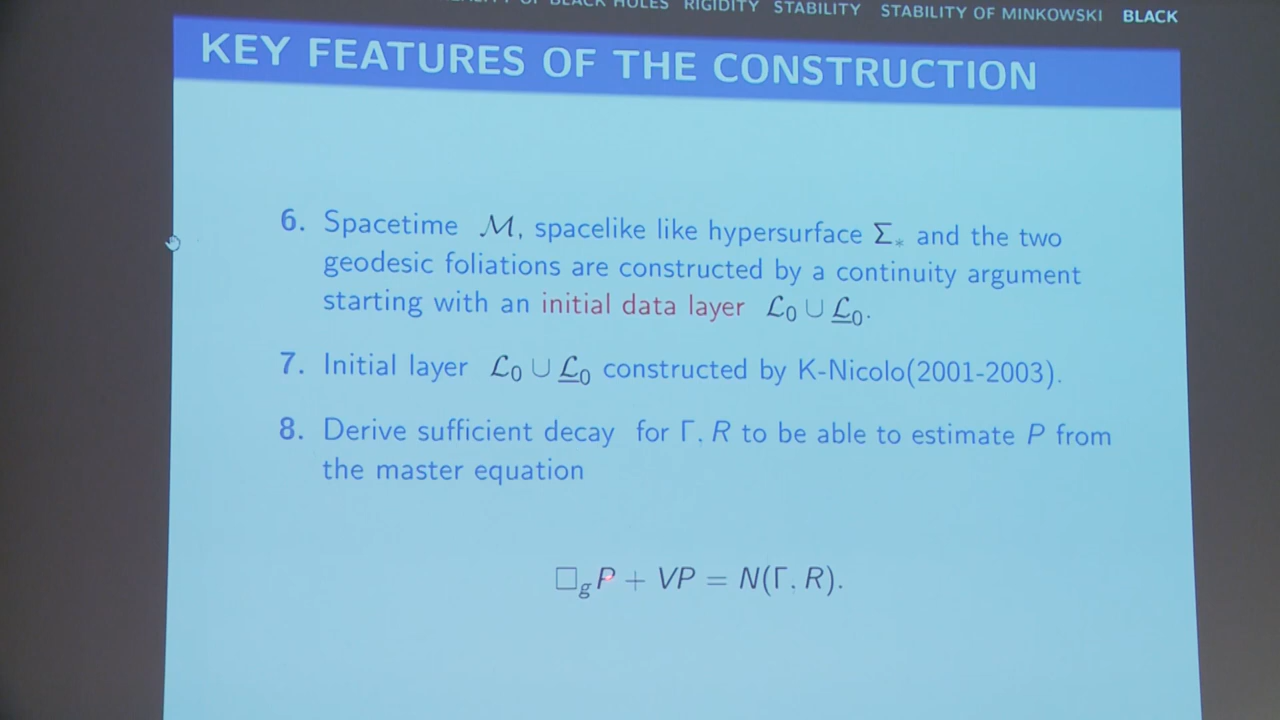 OF BLACK HOLES RIGIDITY STABILITY STABILITY OF MINKOWSKI BLACK
KEY FEATURES OF THE CONSTRUCTION
6. Spacetime ℳ, spacelike like hypersurface Σ* and the two
geodesic foliations are constructed by a continuity argument
starting with an initial data layer ℒ₀ ∪ ℒ̲₀.
7. Initial layer ℒ₀ ∪ ℒ̲₀ constructed by K-Nicolo(2001-2003).
8. Derive sufficient decay for Γ, R to be able to estimate P from
the master equation
□gP + VP = N(Γ, R).